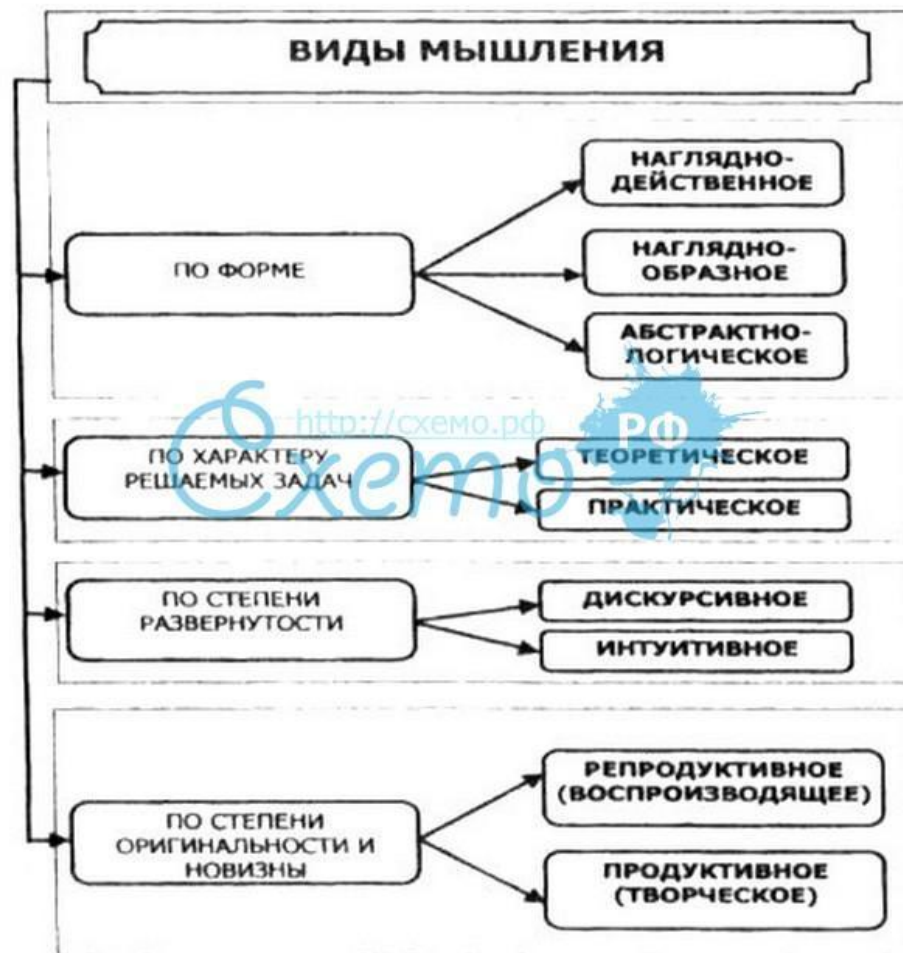 ВИДЫ МЫШЛЕНИЯ
НАГЛЯДНО-
ДЕЙСТВЕННОЕ
ПО ФОРМЕ
НАГЛЯДНО-
ОБРАЗНОЕ
АБСТРАКТНО-
ЛОГИЧЕСКОЕ
http://схемо.рф
Схемо
РФ
ПО ХАРАКТЕРУ
РЕШАЕМЫХ ЗАДАЧ
ТЕОРЕТИЧЕСКОЕ
ПРАКТИЧЕСКОЕ
ПО СТЕПЕНИ
РАЗВЕРНУТОСТИ
ДИСКУРСИВНОЕ
ИНТУИТИВНОЕ
ПО СТЕПЕНИ
ОРИГИНАЛЬНОСТИ И
НОВИЗНЫ
РЕПРОДУКТИВНОЕ
(ВОСПРОИЗВОДЯЩЕЕ)
ПРОДУКТИВНОЕ
(ТВОРЧЕСКОЕ)